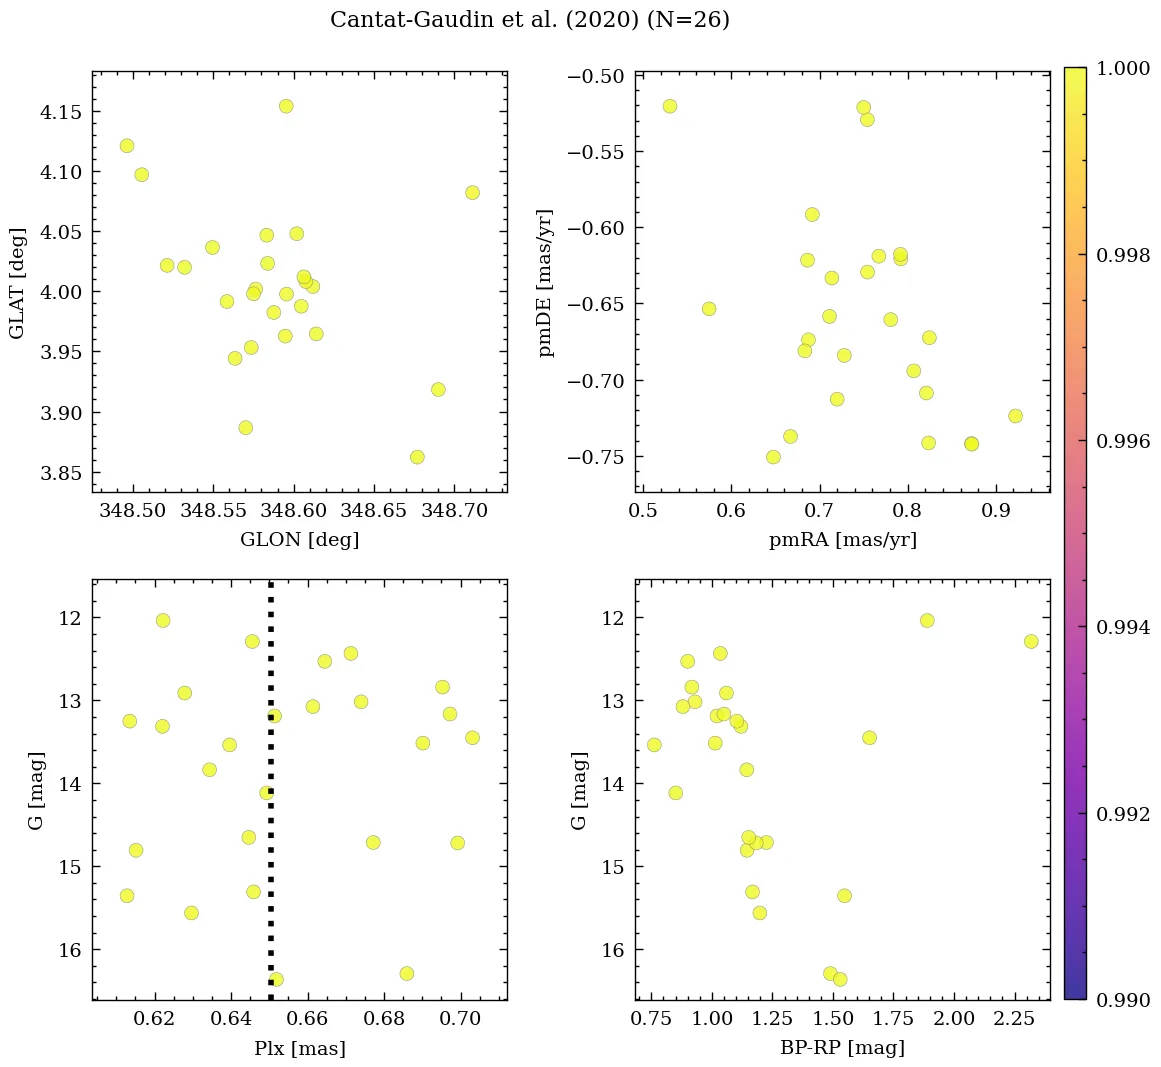 Cantat-Gaudin et al. (2020) (N=26)
4.15
4.10
4.05
4.00
3.95
3.90
3.85
GLAT [deg]
348.50 348.55 348.60 348.65 348.70
GLON [deg]
−0.50
−0.55
−0.60
−0.65
−0.70
−0.75
pmDE [mas/yr]
0.5 0.6 0.7 0.8 0.9
pmRA [mas/yr]
12
13
14
15
16
G [mag]
0.62 0.64 0.66 0.68 0.70
Plx [mas]
12
13
14
15
16
G [mag]
0.75 1.00 1.25 1.50 1.75 2.00 2.25
BP-RP [mag]
1.000
0.998
0.996
0.994
0.992
0.990